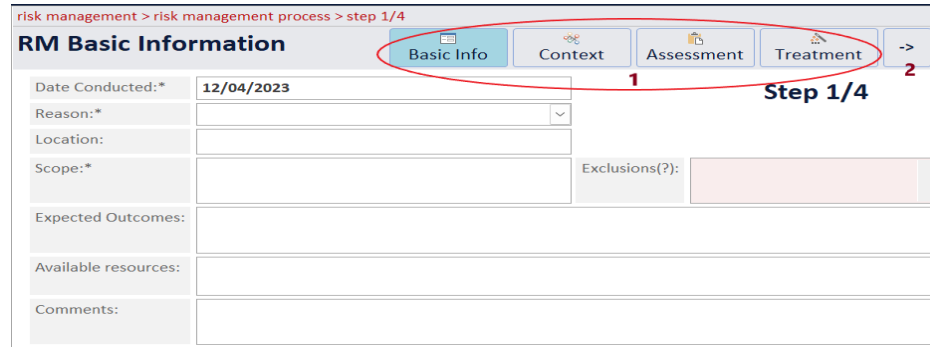 risk management > risk management process > step 1/4
RM Basic Information
Basic Info
Context
Assessment
Treatment
->
1
2
Date Conducted:* 12/04/2023
Step 1/4
Reason:*
Location:
Scope:* Exclusions(?):
Expected Outcomes:
Available resources:
Comments: